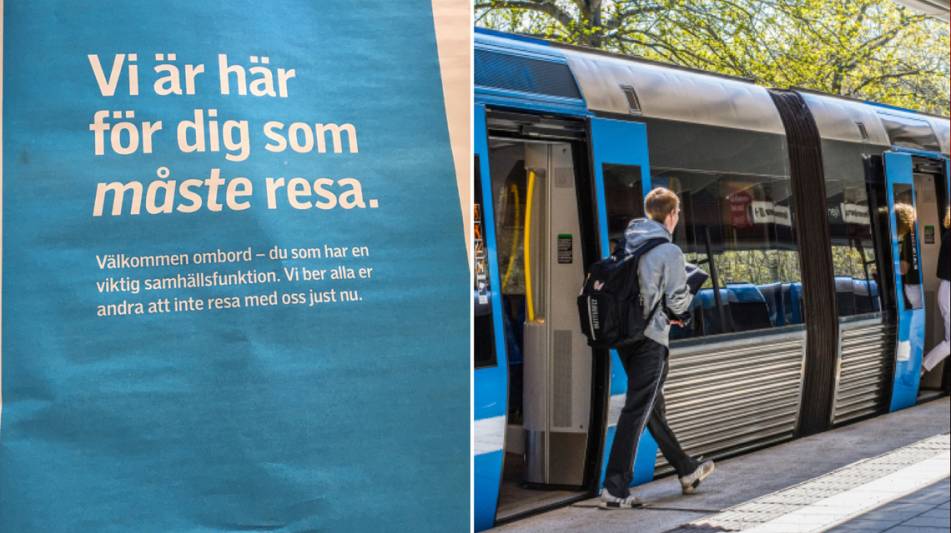 Vi är här
för dig som
måste resa.
Välkommen ombord – du som har en
viktig samhällsfunktion. Vi ber alla er
andra att inte resa med oss just nu.